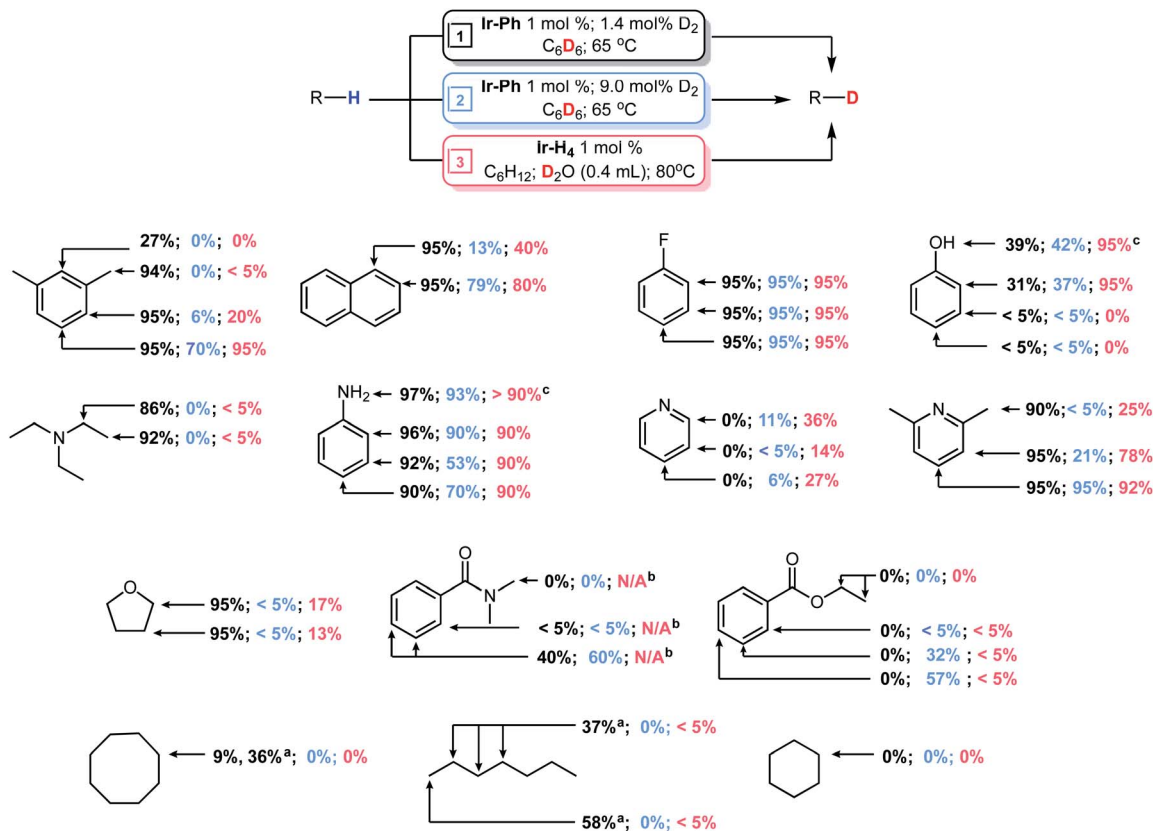 1 Ir-Ph 1 mol %; 1.4 mol% D₂
C₆D₆; 65 °C
2 Ir-Ph 1 mol %; 9.0 mol% D₂
C₆D₆; 65 °C
R—H
R—D
3 Ir-H₄ 1 mol %
C₆H₁₂; D₂O (0.4 mL); 80°C
27%; 0%; 0%
94%; 0%; < 5%
95%; 6%; 20%
95%; 70%; 95%
95%; 13%; 40%
95%; 79%; 80%
F
95%; 95%; 95%
95%; 95%; 95%
95%; 95%; 95%
OH
39%; 42%; 95%ᶜ
31%; 37%; 95%
< 5%; < 5%; 0%
< 5%; < 5%; 0%
N
86%; 0%; < 5%
92%; 0%; < 5%
NH₂
97%; 93%; > 90%ᶜ
96%; 90%; 90%
92%; 53%; 90%
90%; 70%; 90%
N
0%; 11%; 36%
0%; < 5%; 14%
0%; 6%; 27%
N
90%; < 5%; 25%
95%; 21%; 78%
95%; 95%; 92%
O
95%; < 5%; 17%
95%; < 5%; 13%
O
N
0%; 0%; N/Aᵇ
< 5%; < 5%; N/Aᵇ
40%; 60%; N/Aᵇ
O
O
0%; 0%; 0%
0%; < 5%; < 5%
0%; 32% ; < 5%
0%; 57% ; < 5%
9%, 36%ᵃ; 0%; 0%
37%ᵃ; 0%; < 5%
58%ᵃ; 0%; < 5%
0%; 0%; 0%